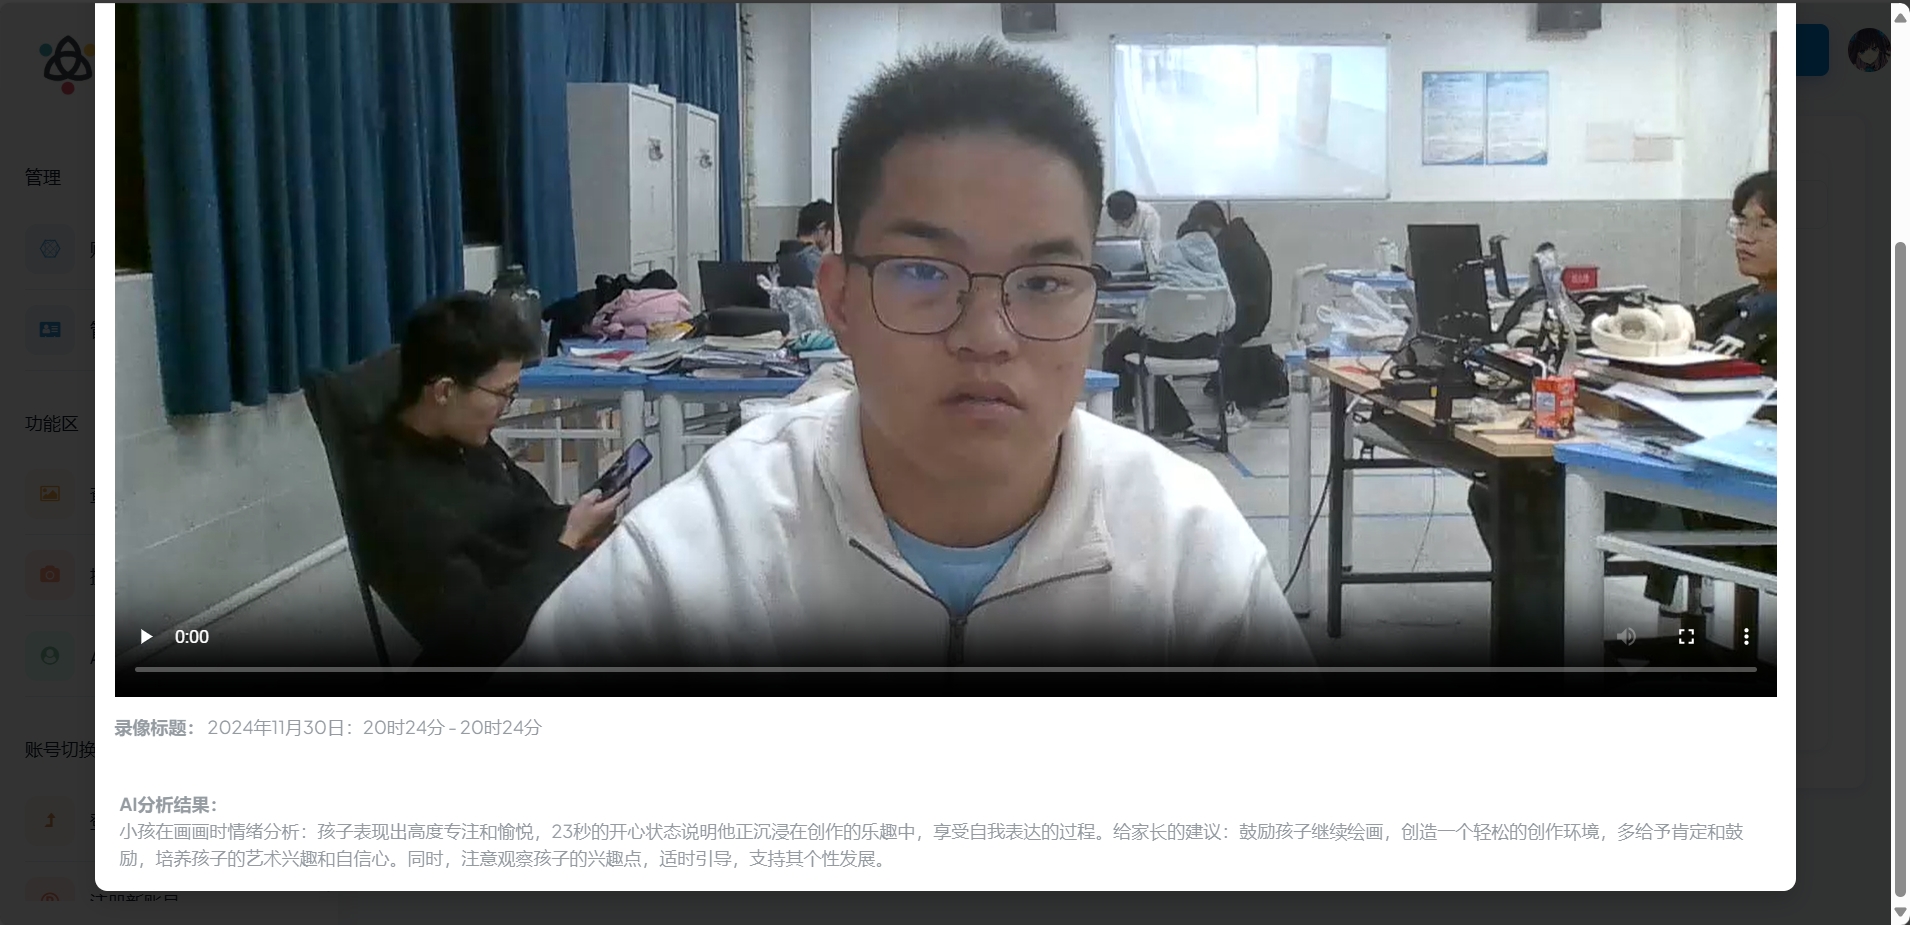 管理
功能区
账号切换
0:00
录像标题： 2024年11月30日：20时24分 - 20时24分
AI分析结果：
小孩在画画时情绪分析：孩子表现出高度专注和愉悦，23秒的开心状态说明他正沉浸在创作的乐趣中，享受自我表达的过程。给家长的建议：鼓励孩子继续绘画，创造一个轻松的创作环境，多给予肯定和鼓
励，培养孩子的艺术兴趣和自信心。同时，注意观察孩子的兴趣点，适时引导，支持其个性发展。